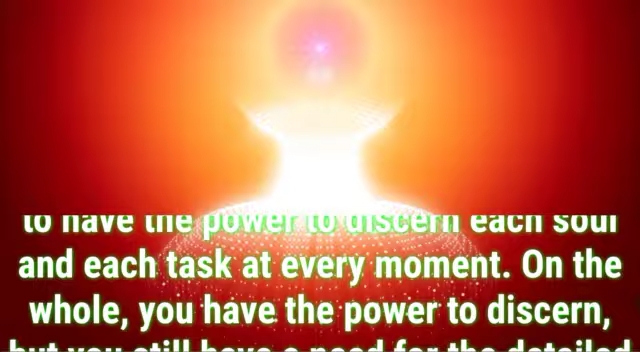 to have the power to discern each soul
and each task at every moment. On the
whole, you have the power to discern,
but you still have a need for the detailed